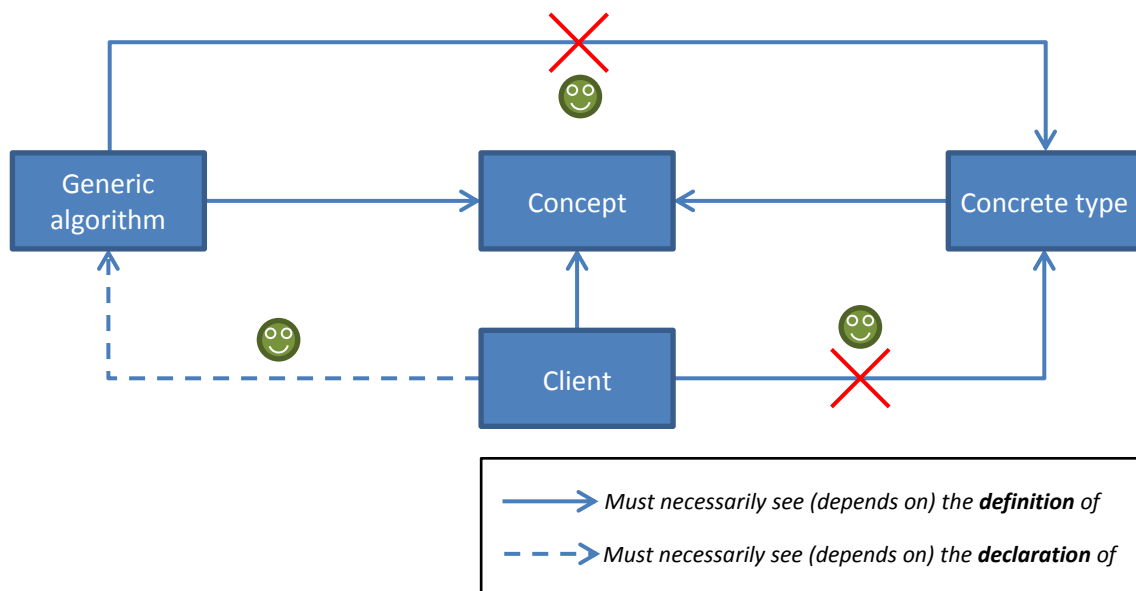 Generic
algorithm
Concept
Concrete type
Client
Must necessarily see (depends on) the definition of
Must necessarily see (depends on) the declaration of